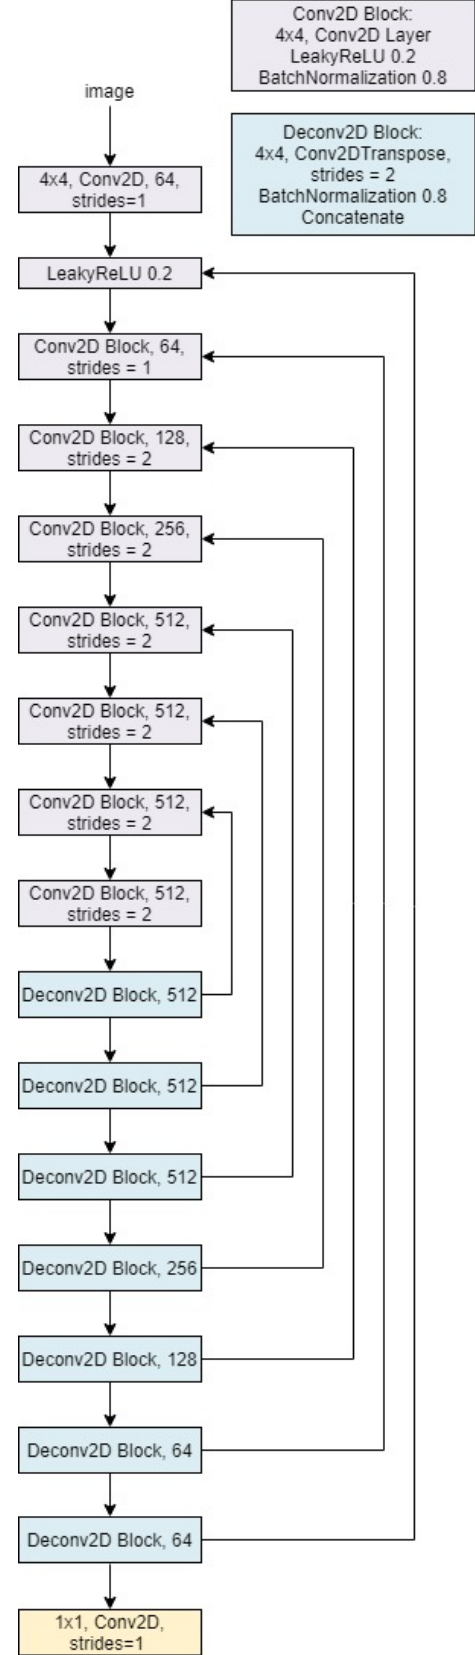 Conv2D Block:
4x4, Conv2D Layer
LeakyReLU 0.2
BatchNormalization 0.8
Deconv2D Block:
4x4, Conv2DTranspose,
strides = 2
BatchNormalization 0.8
Concatenate
image
4x4, Conv2D, 64,
strides=1
LeakyReLU 0.2
Conv2D Block, 64,
strides = 1
Conv2D Block, 128,
strides = 2
Conv2D Block, 256,
strides = 2
Conv2D Block, 512,
strides = 2
Conv2D Block, 512,
strides = 2
Conv2D Block, 512,
strides = 2
Conv2D Block, 512,
strides = 2
Deconv2D Block, 512
Deconv2D Block, 512
Deconv2D Block, 512
Deconv2D Block, 256
Deconv2D Block, 128
Deconv2D Block, 64
Deconv2D Block, 64
1x1, Conv2D,
strides=1